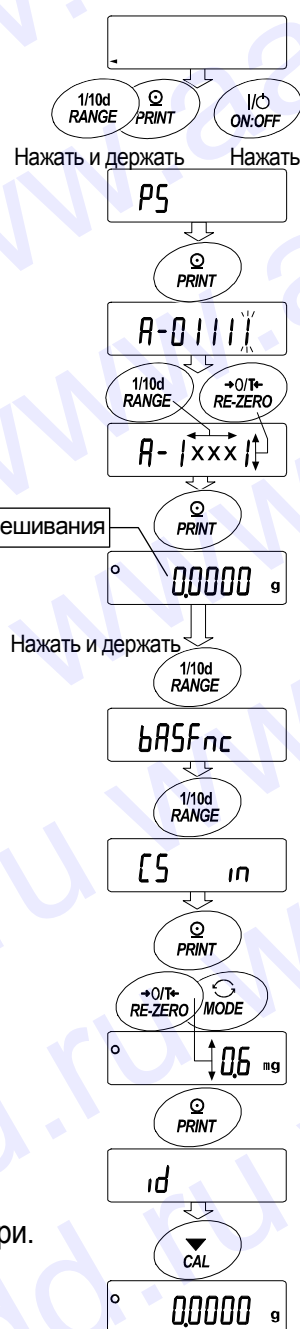 1/10d
RANGE
PRINT
I/
ON:OFF
Нажать и держать
Нажать
PS
PRINT
A-01111
1/10d
RANGE
→0/T←
RE-ZERO
A-1xxx1
ешивания
PRINT
0.0000 g
Нажать и держать
1/10d
RANGE
bASFnc
1/10d
RANGE
CS in
PRINT
→0/T←
RE-ZERO
MODE
0.6 mg
PRINT
id
ри.
CAL
0.0000 g